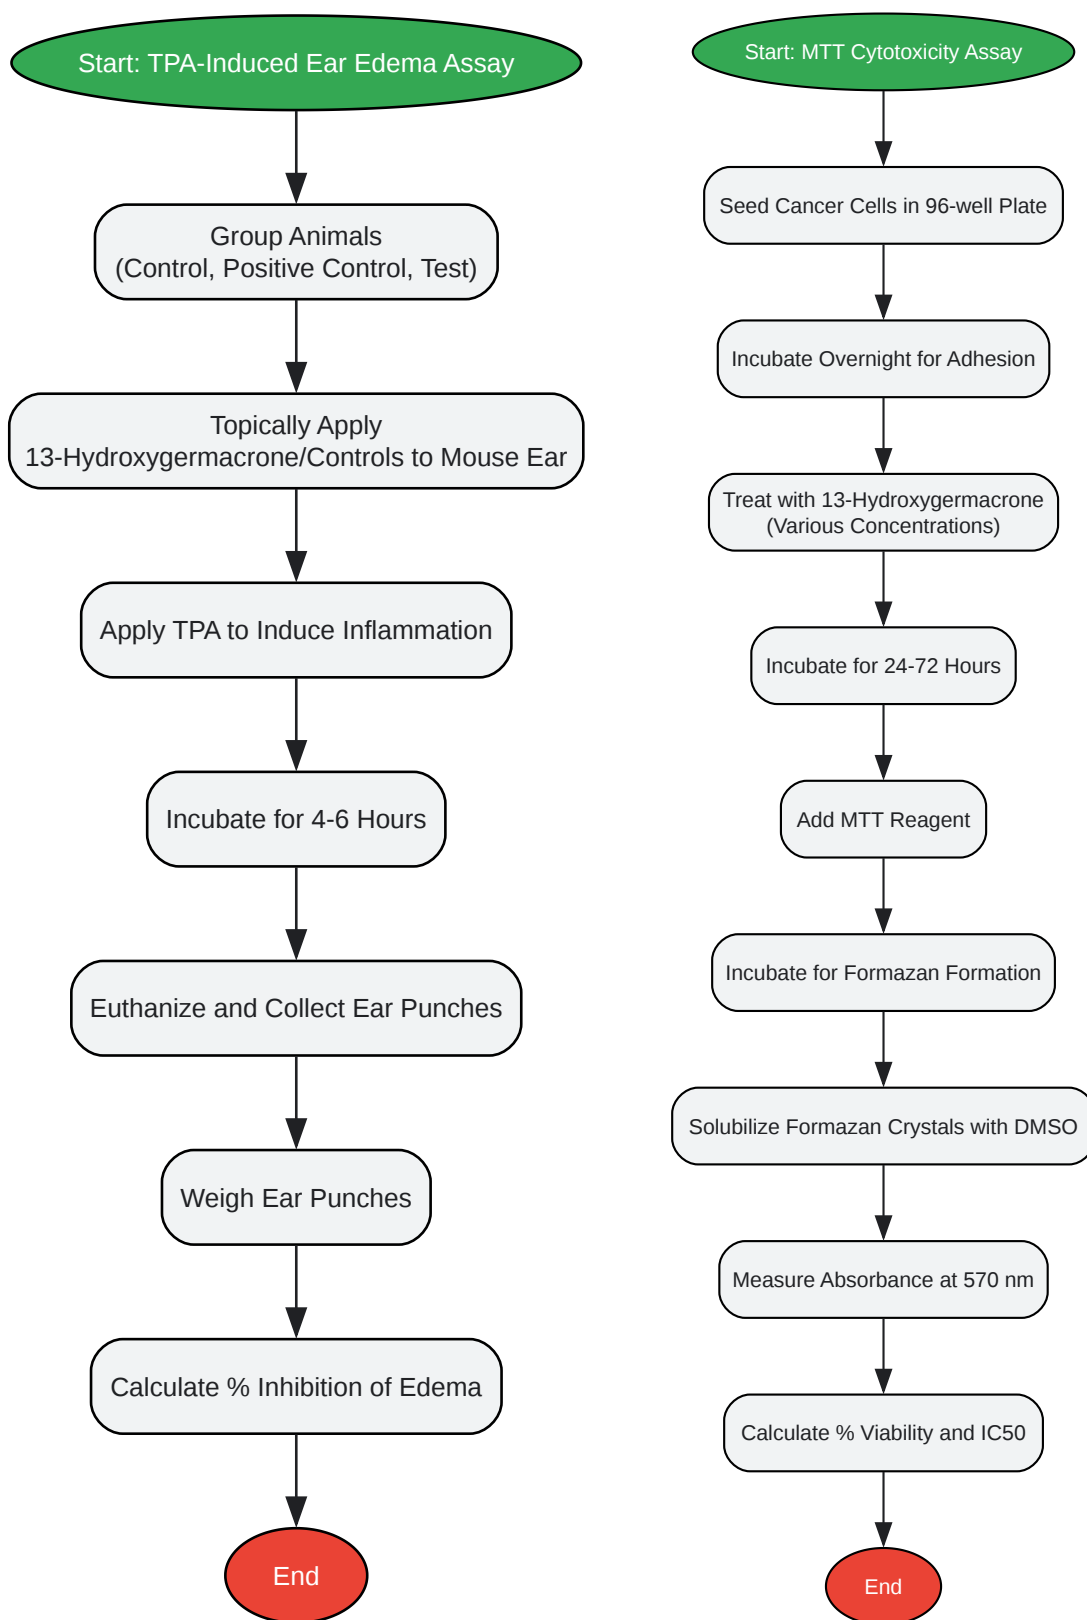 Start: TPA-Induced Ear Edema Assay
Group Animals
(Control, Positive Control, Test)
Topically Apply
13-Hydroxygermacrone/Controls to Mouse Ear
Apply TPA to Induce Inflammation
Incubate for 4-6 Hours
Euthanize and Collect Ear Punches
Weigh Ear Punches
Calculate % Inhibition of Edema
End
Start: MTT Cytotoxicity Assay
Seed Cancer Cells in 96-well Plate
Incubate Overnight for Adhesion
Treat with 13-Hydroxygermacrone
(Various Concentrations)
Incubate for 24-72 Hours
Add MTT Reagent
Incubate for Formazan Formation
Solubilize Formazan Crystals with DMSO
Measure Absorbance at 570 nm
Calculate % Viability and IC50
End